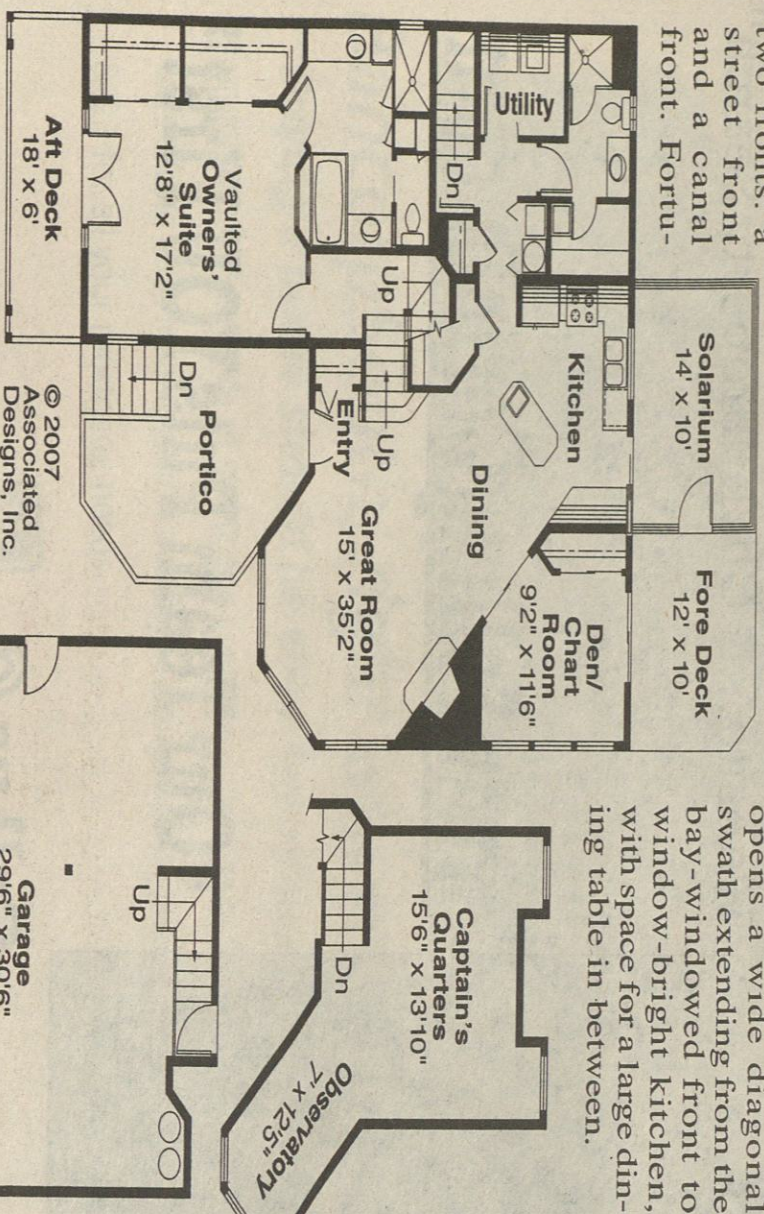 two fronts: a
street front
and a canal
front. Fortu-
opens a wide diagonal
swath extending from the
bay-windowed front to
window-bright kitchen,
with space for a large din-
ing table in between.
Solarium
14' x 10'
Fore Deck
12' x 10'
Utility
Dn
Kitchen
Dining
Den/
Chart
Room
9'2" x 11'6"
Up
Up
Entry
Great Room
15' x 35'2"
Vaulted
Owners'
Suite
12'8" x 17'2"
Dn
Portico
Aft Deck
18' x 6'
© 2007
Associated
Designs, Inc.
Captain's
Quarters
15'6" x 13'10"
Dn
Observatory
7' x 12'5"
Up
Garage
29'6" x 30'6"